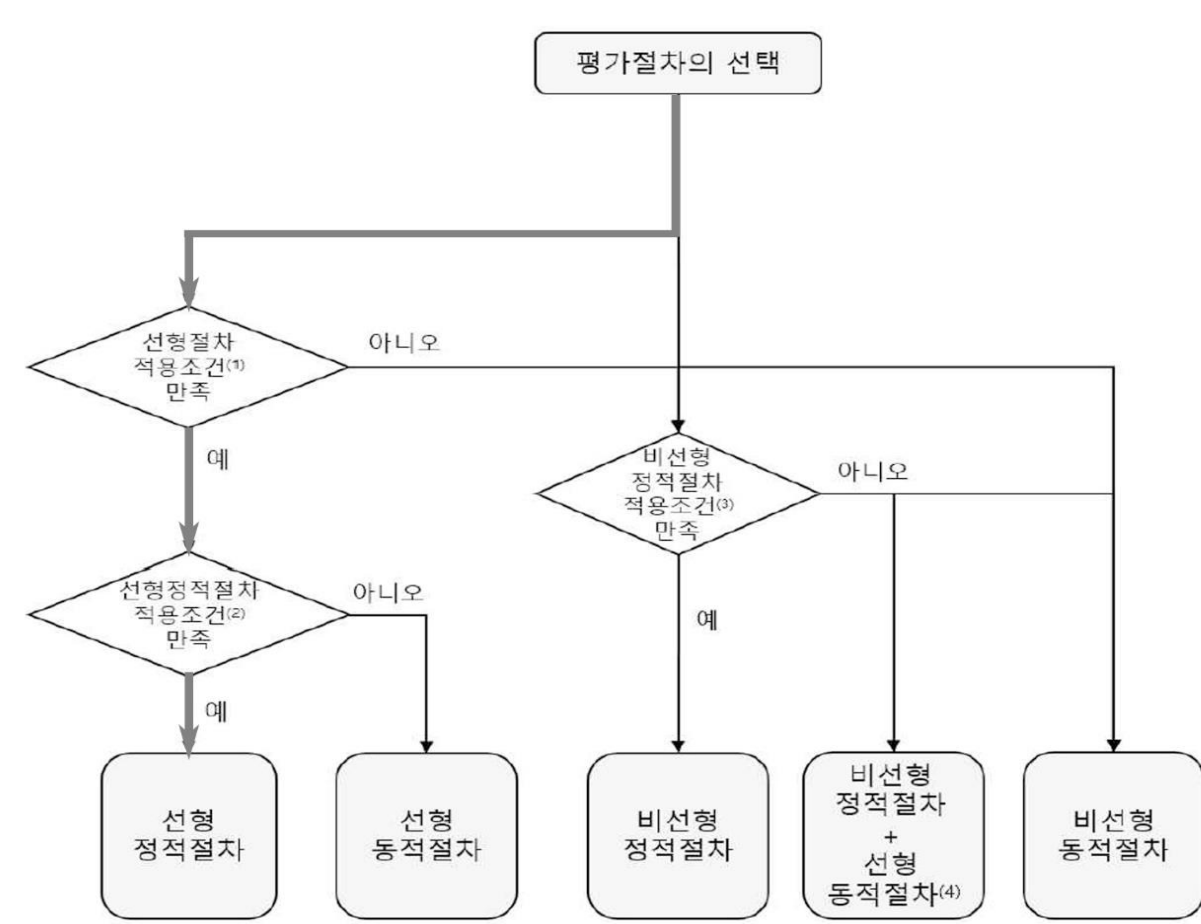 평가절차의 선택
선형절차
적용조건(1)
만족
아니오
예
비선형
정적절차
적용조건(3)
만족
아니오
예
선형정적절차
적용조건(2)
만족
아니오
예
선형
정적절차
선형
동적절차
비선형
정적절차
비선형
정적절차
+
선형
동적절차(4)
비선형
동적절차